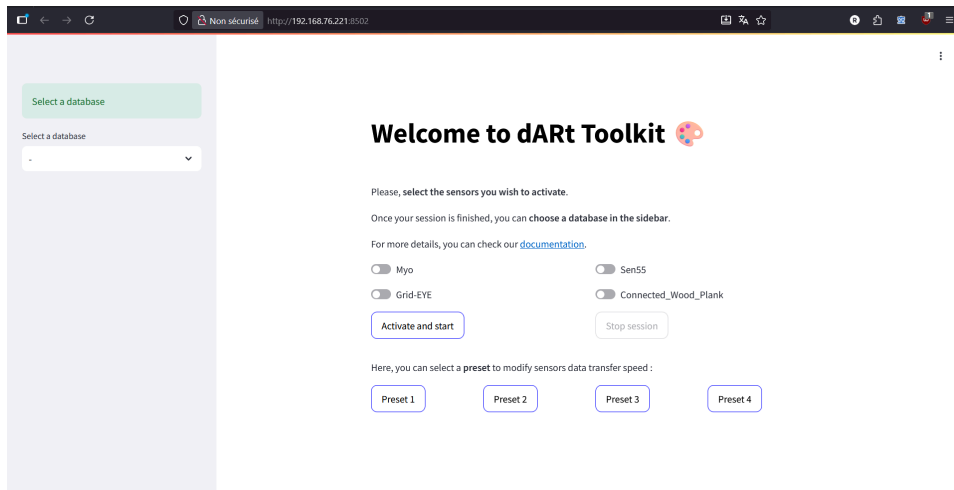 Non sécurisé http://192.168.76.221:8502
Select a database
Select a database
-
Welcome to dARt Toolkit
Please, select the sensors you wish to activate.
Once your session is finished, you can choose a database in the sidebar.
For more details, you can check our documentation.
Myo
Sen55
Grid-EYE
Connected_Wood_Plank
Activate and start
Stop session
Here, you can select a preset to modify sensors data transfer speed :
Preset 1
Preset 2
Preset 3
Preset 4